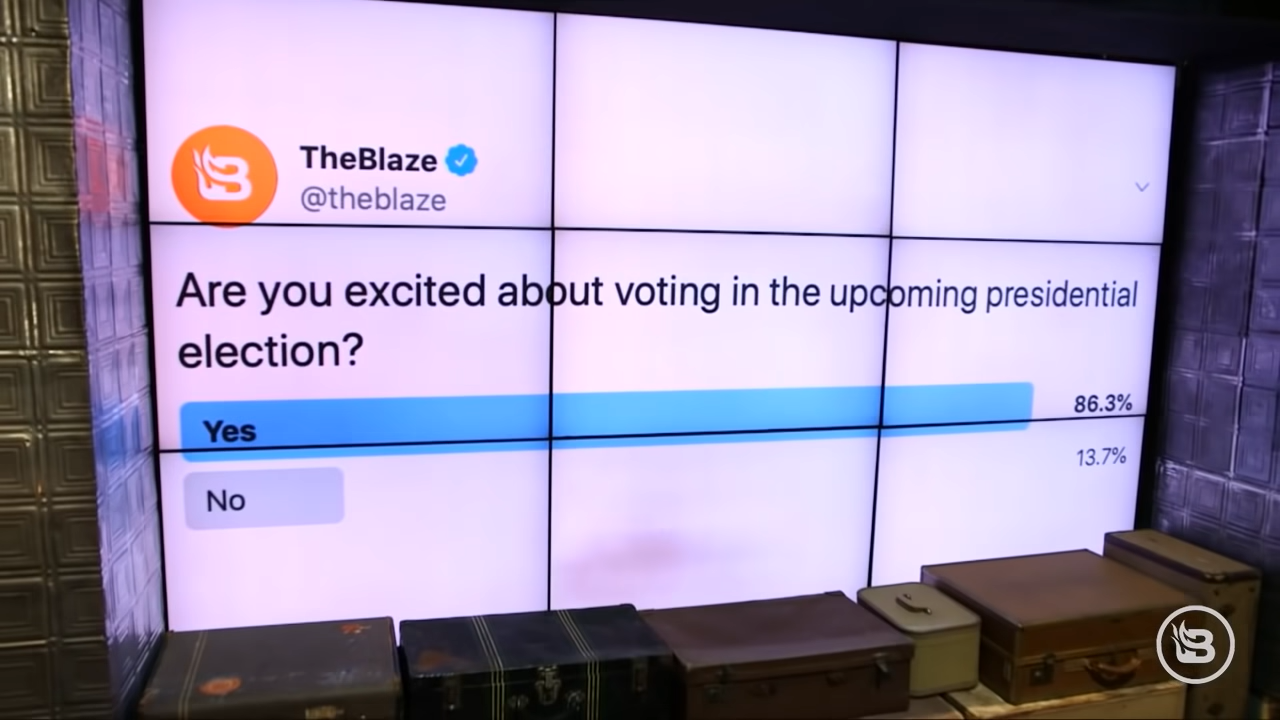 TheBlaze
@theblaze
Are you excited about voting in the upcoming presidential
election?
Yes
86.3%
No
13.7%